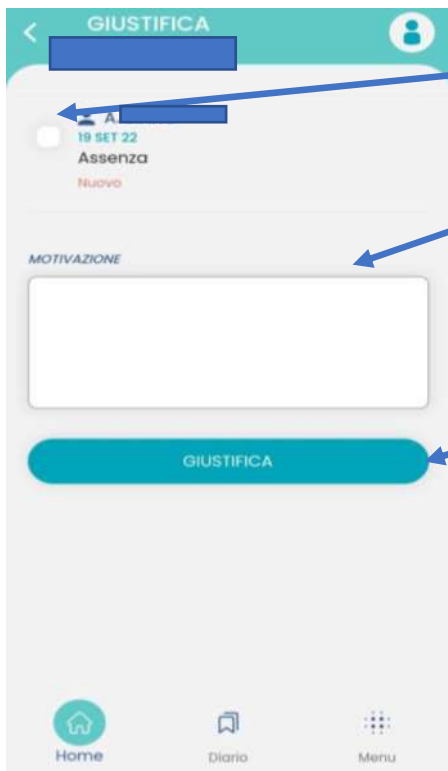 GIUSTIFICA
A.
19 SET 22
Assenza
Nuovo
MOTIVAZIONE
GIUSTIFICA
Home
Diario
Menu